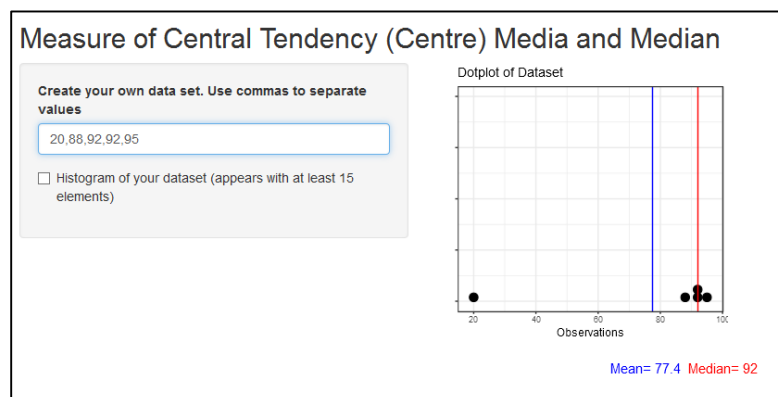 Measure of Central Tendency (Centre) Media and Median
Create your own data set. Use commas to separate
values
20,88,92,92,95
Histogram of your dataset (appears with at least 15
elements)
Dotplot of Dataset
20 40 60 80 100
Observations
Mean= 77.4 Median= 92